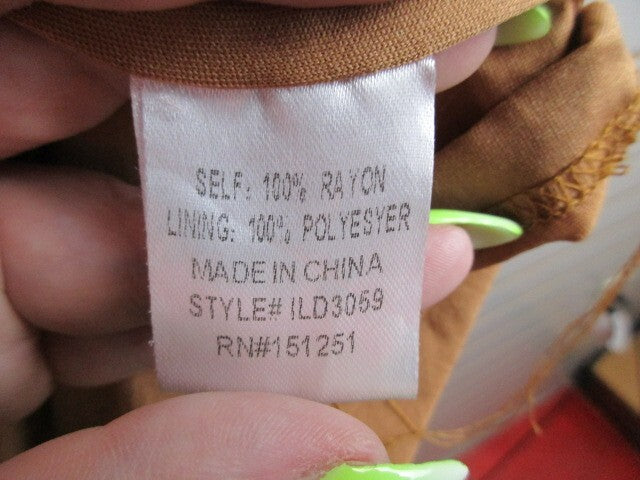 SELF: 100% RAYON
LINING: 100% POLYESYER
MADE IN CHINA
STYLE# ILD3059
RN#151251